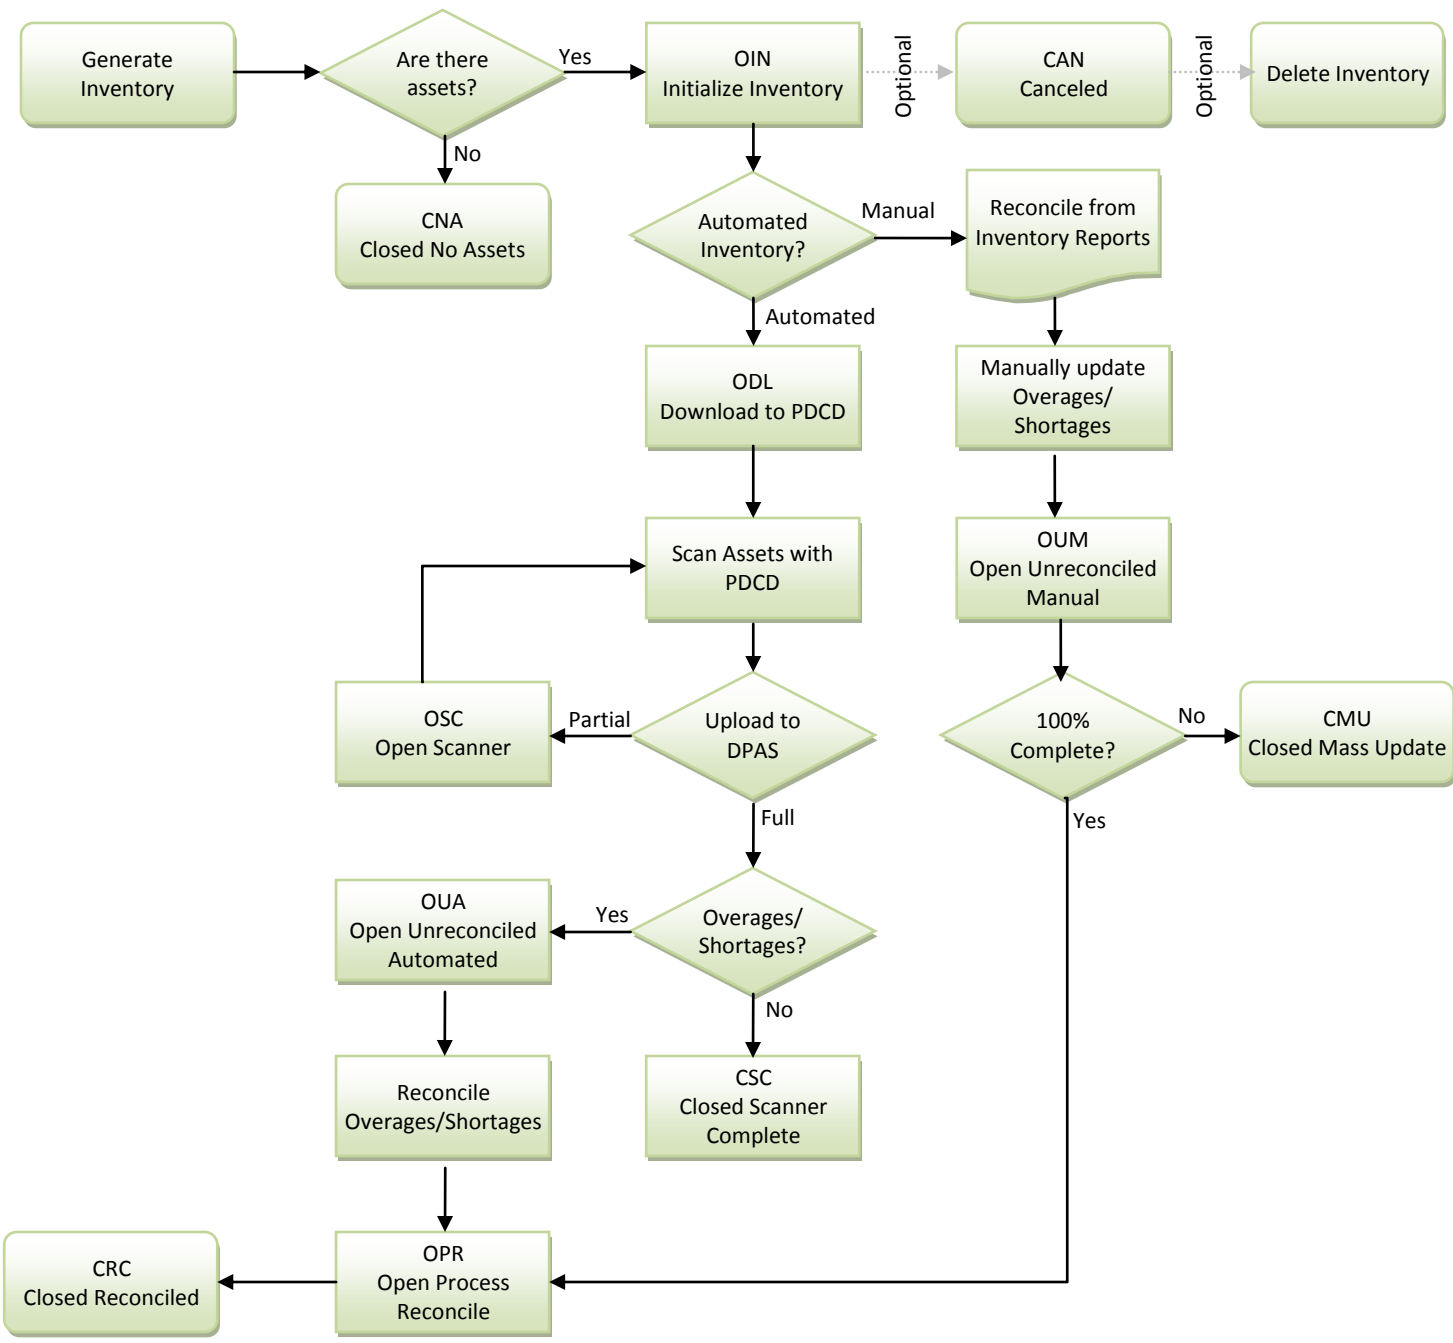 Generate
Inventory
Are there
assets?
Yes
OIN
Initialize Inventory
Optional
CAN
Canceled
Optional
Delete Inventory
No
CNA
Closed No Assets
Automated
Inventory?
Manual
Reconcile from
Inventory Reports
Automated
ODL
Download to PDCD
Manually update
Overages/
Shortages
Scan Assets with
PDCD
OUM
Open Unreconciled
Manual
OSC
Open Scanner
Partial
Upload to
DPAS
100%
Complete?
No
CMU
Closed Mass Update
Full
Yes
OUA
Open Unreconciled
Automated
Yes
Overages/
Shortages?
No
Reconcile
Overages/Shortages
CSC
Closed Scanner
Complete
CRC
Closed Reconciled
OPR
Open Process
Reconcile